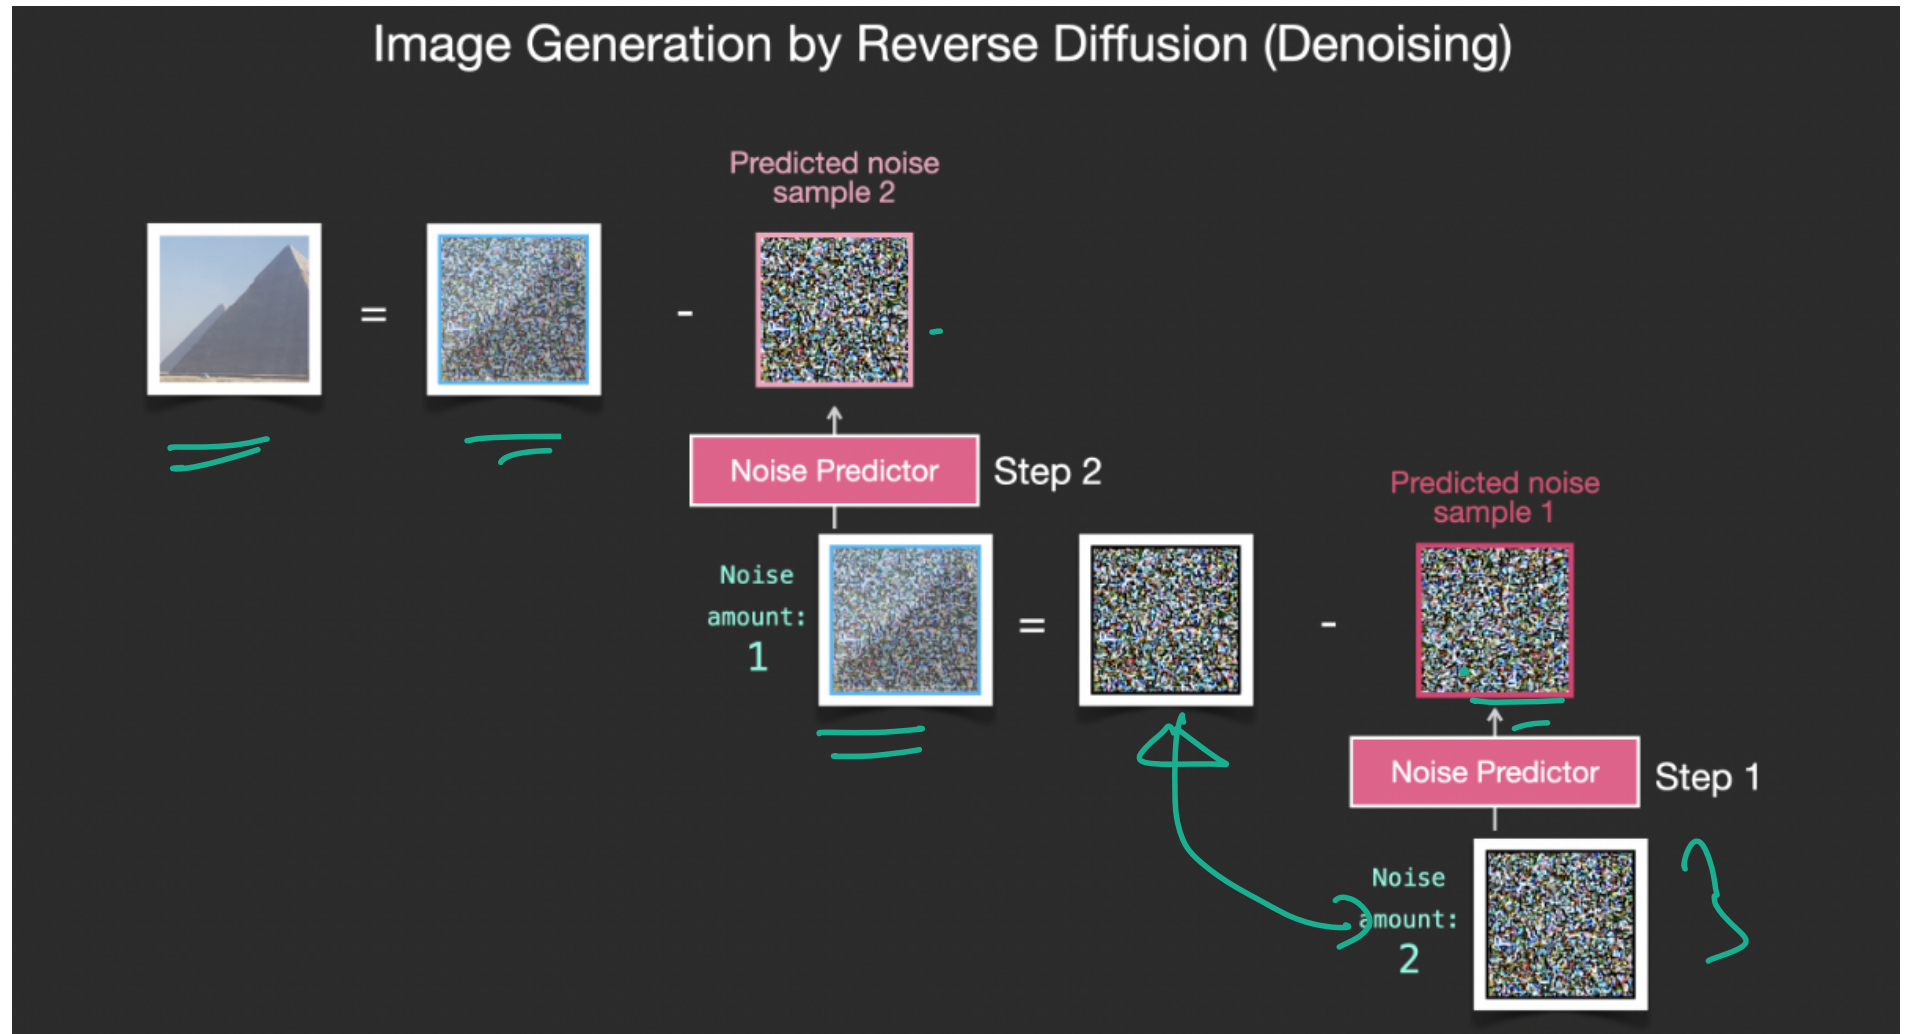 Image Generation by Reverse Diffusion (Denoising)
Predicted noise
sample 2
=
-
Noise Predictor
Step 2
Noise
amount:
1
=
-
Predicted noise
sample 1
Noise Predictor
Step 1
Noise
amount:
2